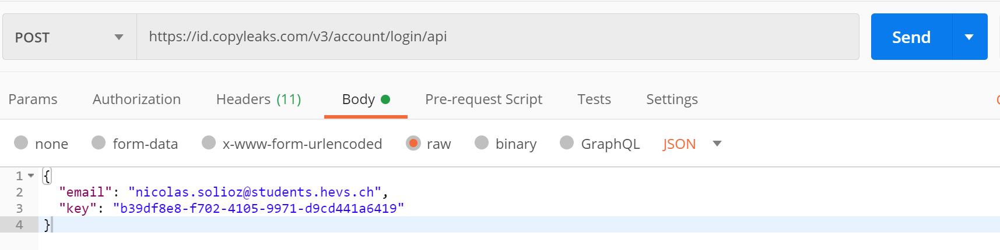 POST https://id.copyleaks.com/v3/account/login/api Send
Params Authorization Headers (11) Body Pre-request Script Tests Settings
none form-data x-www-form-urlencoded raw binary GraphQL JSON
1 {
2 "email": "nicolas.solioz@students.hevs.ch",
3 "key": "b39df8e8-f702-4105-9971-d9cd441a6419"
4 }